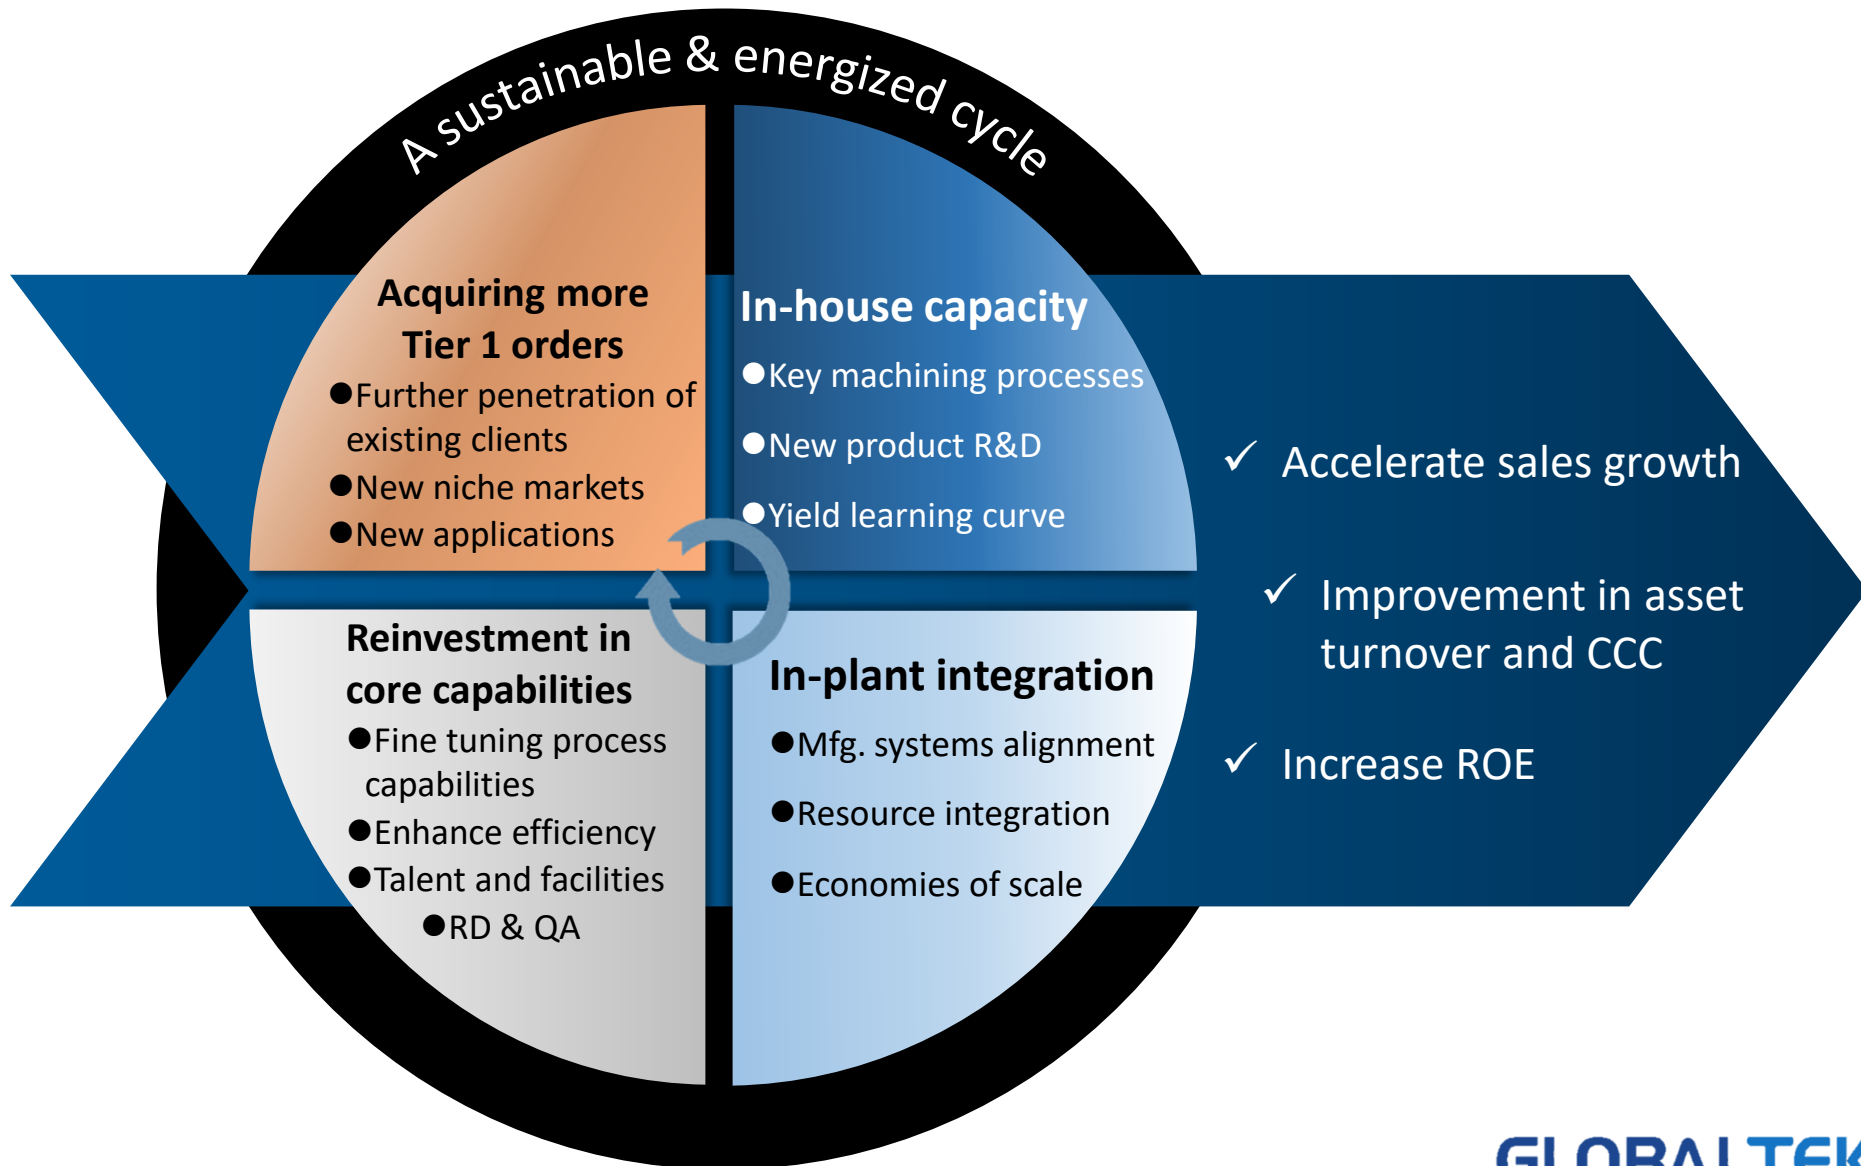 A sustainable & energized cycle
Acquiring more
Tier 1 orders
●Further penetration of
existing clients
●New niche markets
●New applications
In-house capacity
●Key machining processes
●New product R&D
●Yield learning curve
Reinvestment in
core capabilities
●Fine tuning process
capabilities
●Enhance efficiency
●Talent and facilities
●RD & QA
In-plant integration
●Mfg. systems alignment
●Resource integration
●Economies of scale
✓ Accelerate sales growth
✓ Improvement in asset
turnover and CCC
✓ Increase ROE
GLOBALTEK